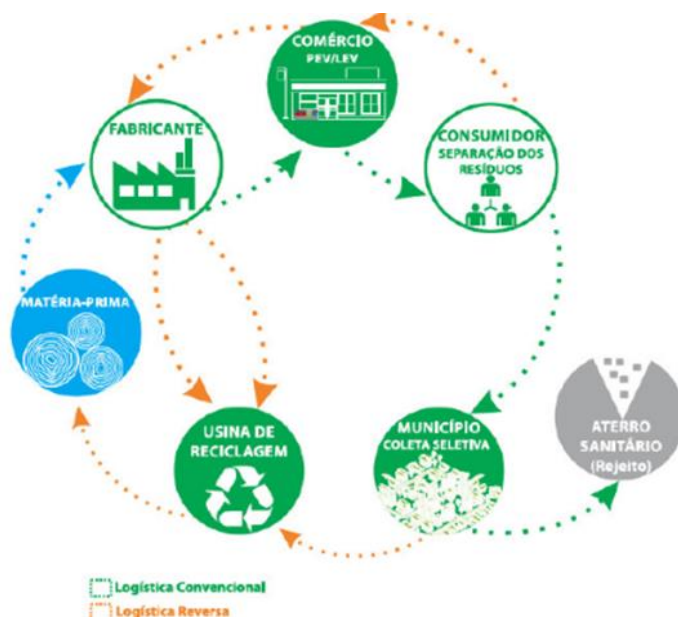 COMÉRCIO
PEV/LEV
FABRICANTE
CONSUMIDOR
SEPARAÇÃO DOS
RESÍDUOS
MATÉRIA-PRIMA
USINA DE
RECICLAGEM
MUNICÍPIO
COLETA SELETIVA
ATERRO
SANITÁRIO
(Rejeito)
Logística Convencional
Logística Reversa